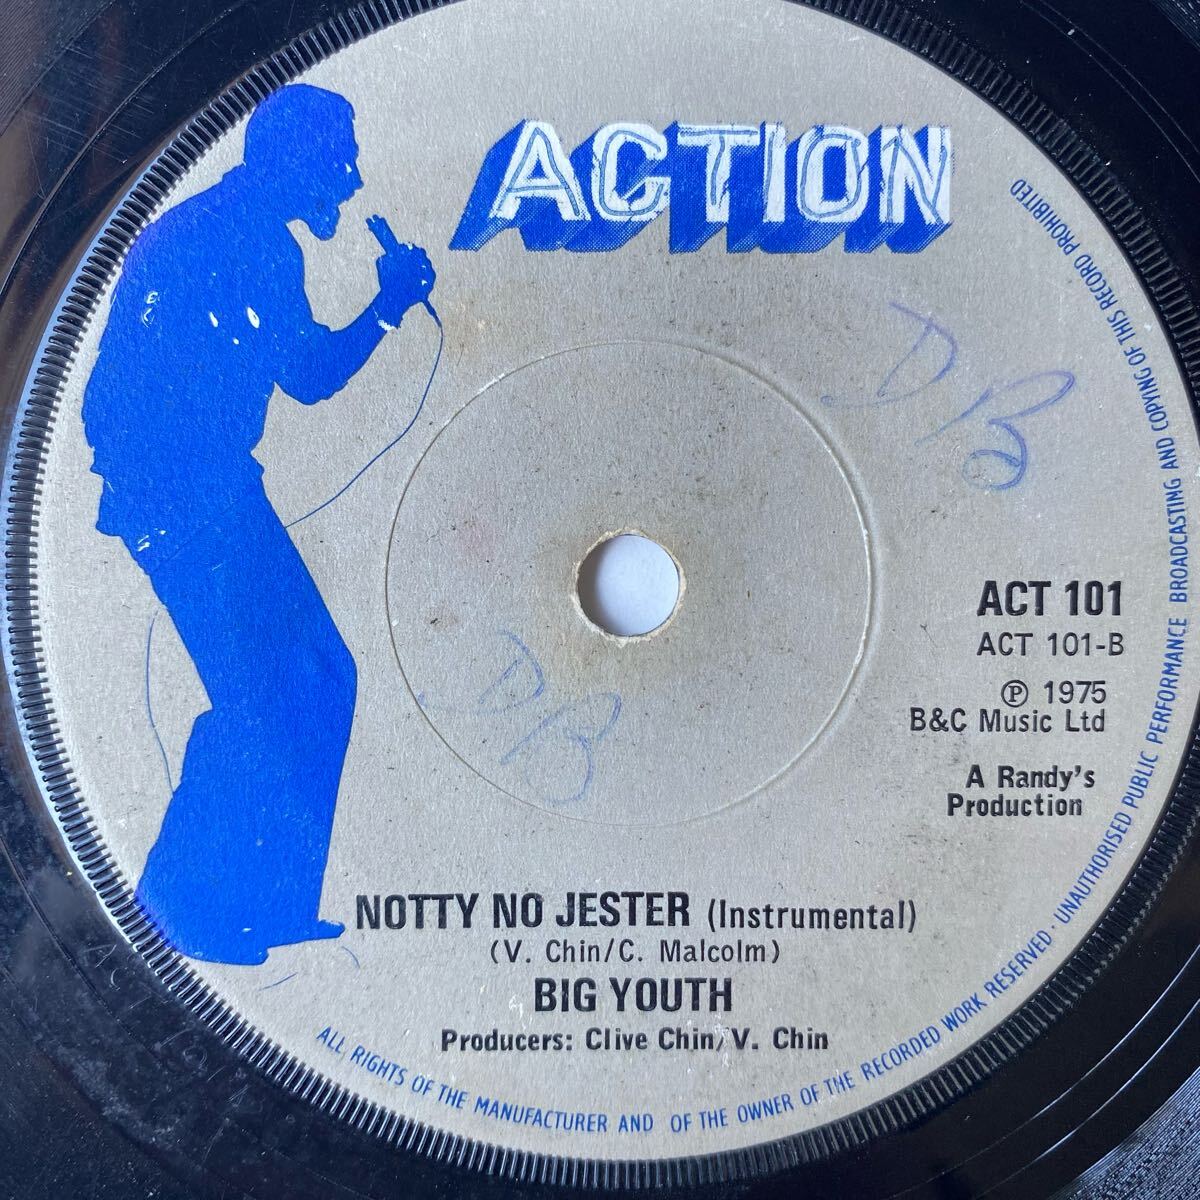 ACTION
DB
ACT 101
ACT 101-B
℗ 1975
B&C Music Ltd
A Randy's
Production
DB
NOTTY NO JESTER (Instrumental)
(V. Chin/C. Malcolm)
BIG YOUTH
Producers: Clive Chin/V. Chin
ALL RIGHTS OF THE MANUFACTURER AND OF THE OWNER OF THE RECORDED WORK RESERVED · UNAUTHORISED PUBLIC PERFORMANCE BROADCASTING AND COPYING OF THIS RECORD PROHIBITED